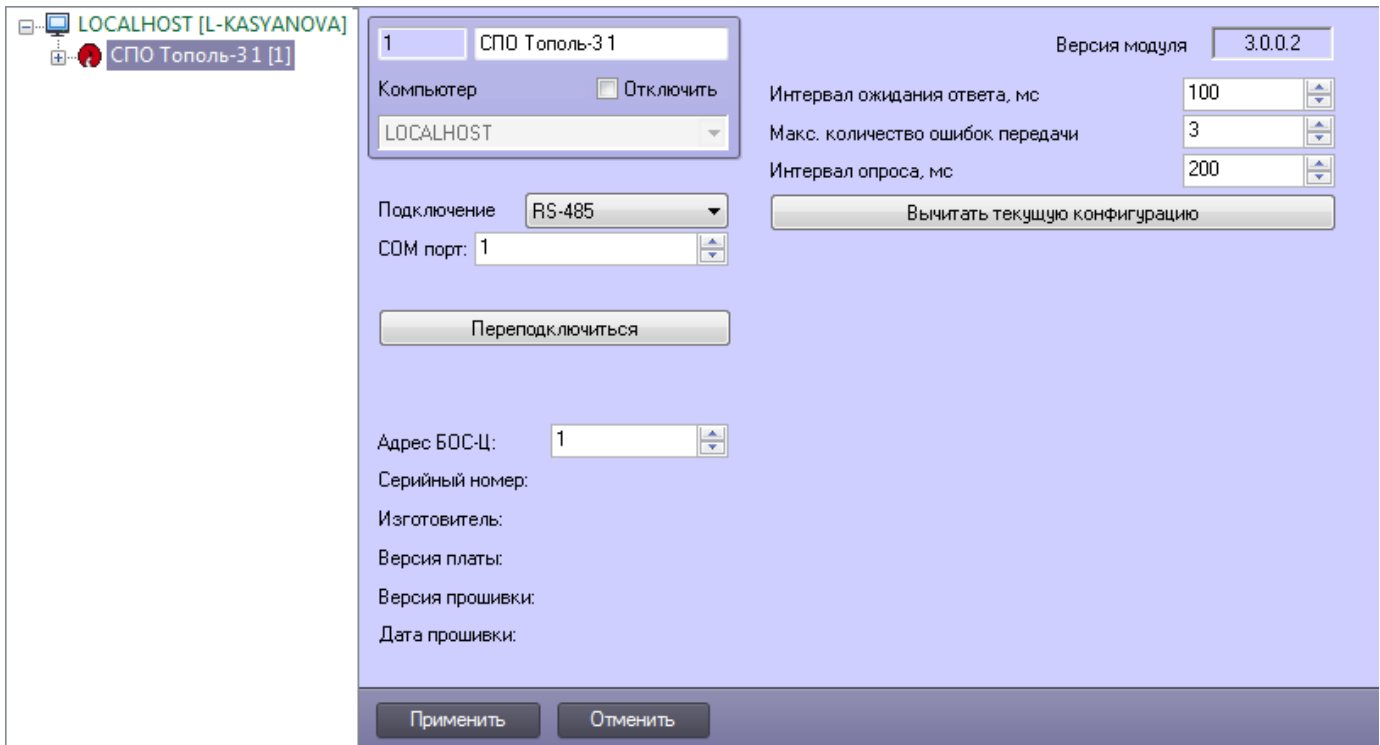 LOCALHOST [L-KASYANOVA]
СПО Тополь-3 1 [1]
1 СПО Тополь-3 1
Компьютер Отключить
LOCALHOST
Подключение RS-485
COM порт: 1
Переподключиться
Адрес БОС-Ц: 1
Серийный номер:
Изготовитель:
Версия платы:
Версия прошивки:
Дата прошивки:
Версия модуля 3.0.0.2
Интервал ожидания ответа, мс 100
Макс. количество ошибок передачи 3
Интервал опроса, мс 200
Вычитать текущую конфигурацию
Применить Отменить